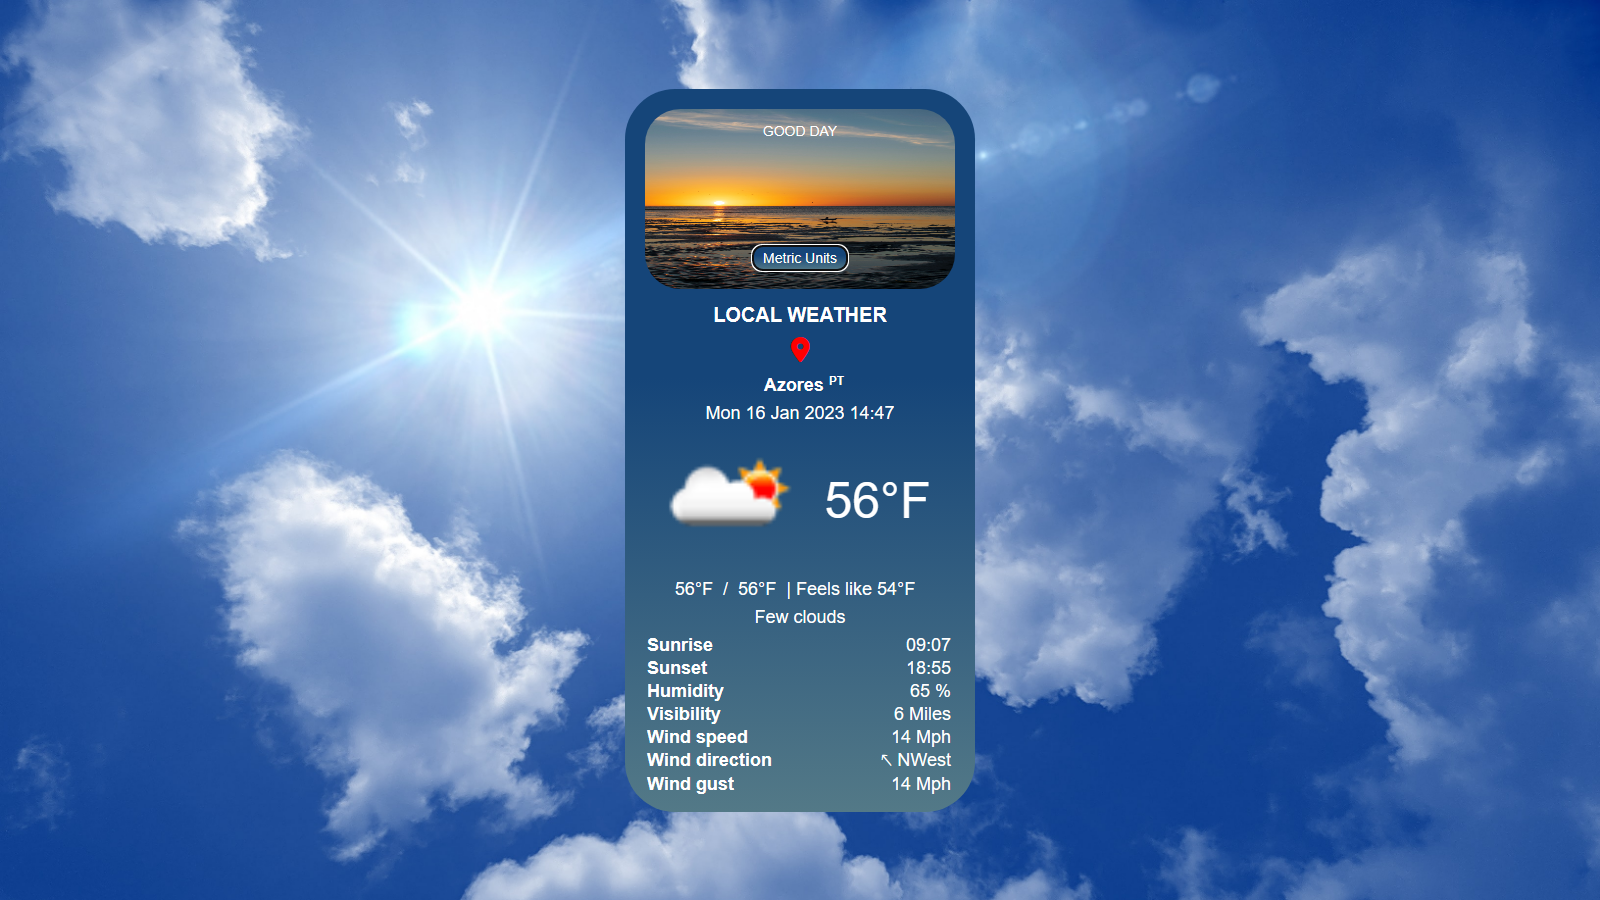 GOOD DAY
Metric Units
LOCAL WEATHER
Azores PT
Mon 16 Jan 2023 14:47
56°F
56°F / 56°F | Feels like 54°F
Few clouds
Sunrise 09:07
Sunset 18:55
Humidity 65 %
Visibility 6 Miles
Wind speed 14 Mph
Wind direction ↖ NWest
Wind gust 14 Mph